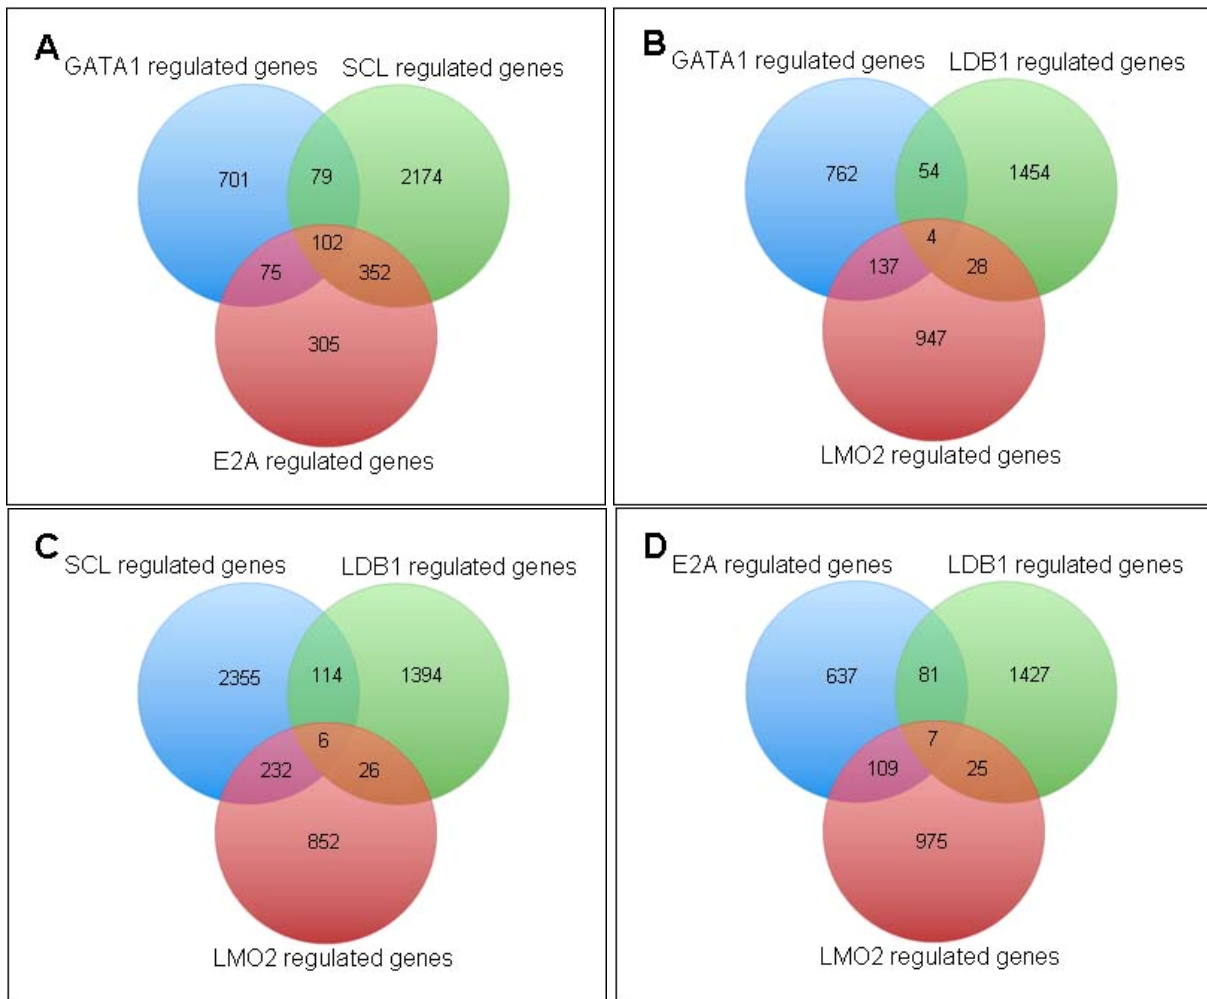 A
GATA1 regulated genes
SCL regulated genes
701
79
2174
102
75
352
305
E2A regulated genes
B
GATA1 regulated genes
LDB1 regulated genes
762
54
1454
4
137
28
947
LMO2 regulated genes
C
SCL regulated genes
LDB1 regulated genes
2355
114
1394
6
232
26
852
LMO2 regulated genes
D
E2A regulated genes
LDB1 regulated genes
637
81
1427
7
109
25
975
LMO2 regulated genes